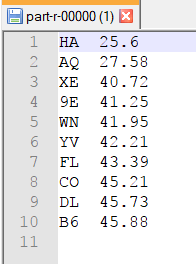 part-r-00000 (1)
1 HA 25.6
2 AQ 27.58
3 XE 40.72
4 9E 41.25
5 WN 41.95
6 YV 42.21
7 FL 43.39
8 CO 45.21
9 DL 45.73
10 B6 45.88
11